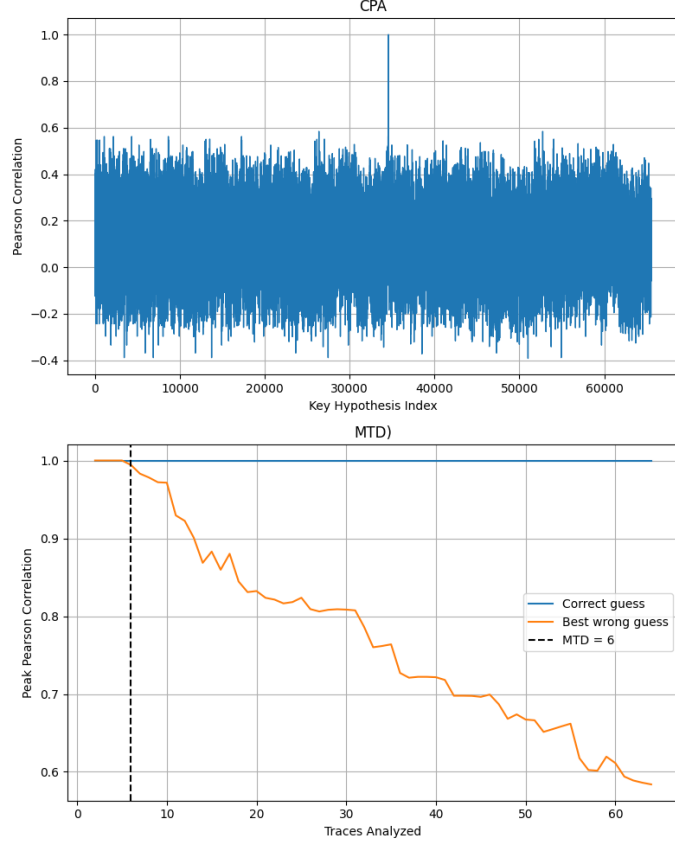 CPA
Pearson Correlation
1.0
0.8
0.6
0.4
0.2
0.0
−0.2
−0.4
0 10000 20000 30000 40000 50000 60000
Key Hypothesis Index
MTD)
Peak Pearson Correlation
1.0
0.9
0.8
0.7
0.6
Correct guess
Best wrong guess
MTD = 6
0 10 20 30 40 50 60
Traces Analyzed